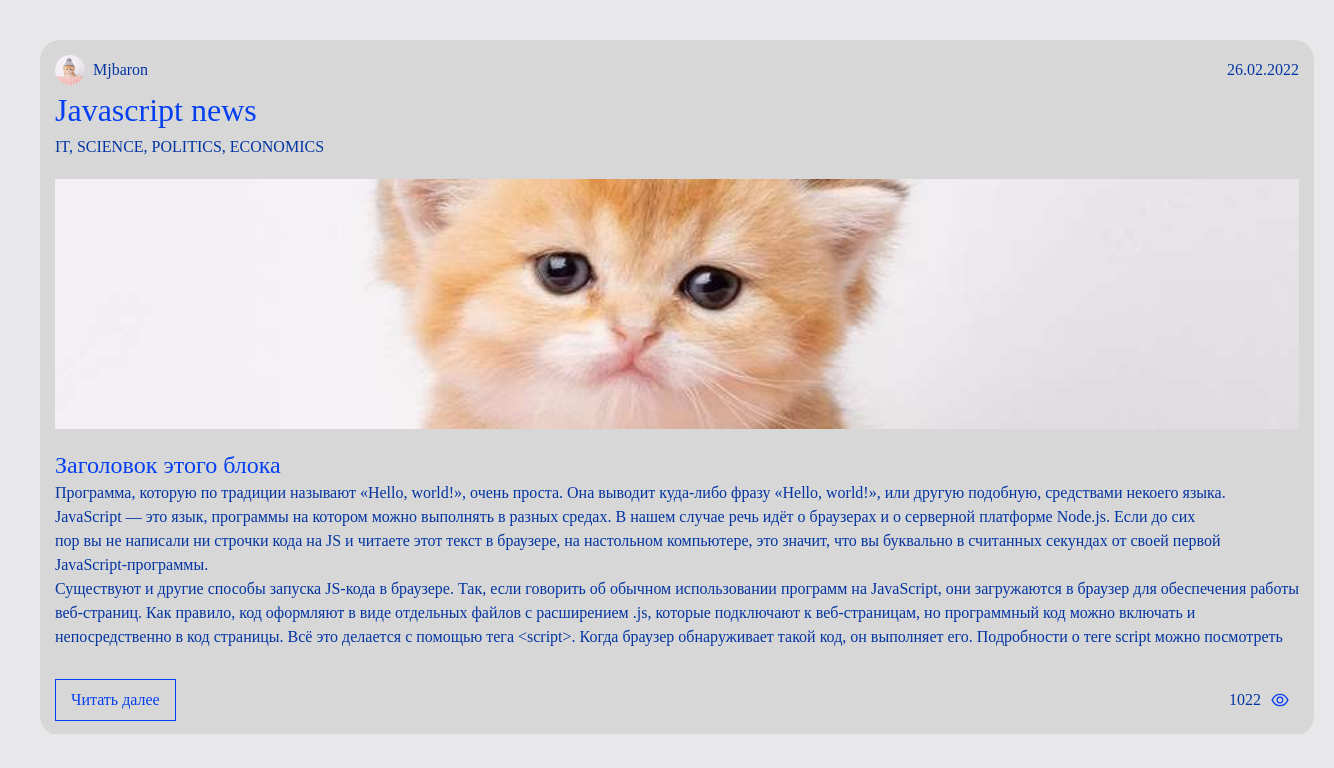 Mjbaron
26.02.2022
Javascript news
IT, SCIENCE, POLITICS, ECONOMICS
Заголовок этого блока
Программа, которую по традиции называют «Hello, world!», очень проста. Она выводит куда-либо фразу «Hello, world!», или другую подобную, средствами некоего языка.
JavaScript — это язык, программы на котором можно выполнять в разных средах. В нашем случае речь идёт о браузерах и о серверной платформе Node.js. Если до сих
пор вы не написали ни строчки кода на JS и читаете этот текст в браузере, на настольном компьютере, это значит, что вы буквально в считанных секундах от своей первой
JavaScript-программы.
Существуют и другие способы запуска JS-кода в браузере. Так, если говорить об обычном использовании программ на JavaScript, они загружаются в браузер для обеспечения работы
веб-страниц. Как правило, код оформляют в виде отдельных файлов с расширением .js, которые подключают к веб-страницам, но программный код можно включать и
непосредственно в код страницы. Всё это делается с помощью тега <script>. Когда браузер обнаруживает такой код, он выполняет его. Подробности о теге script можно посмотреть
Читать далее
1022